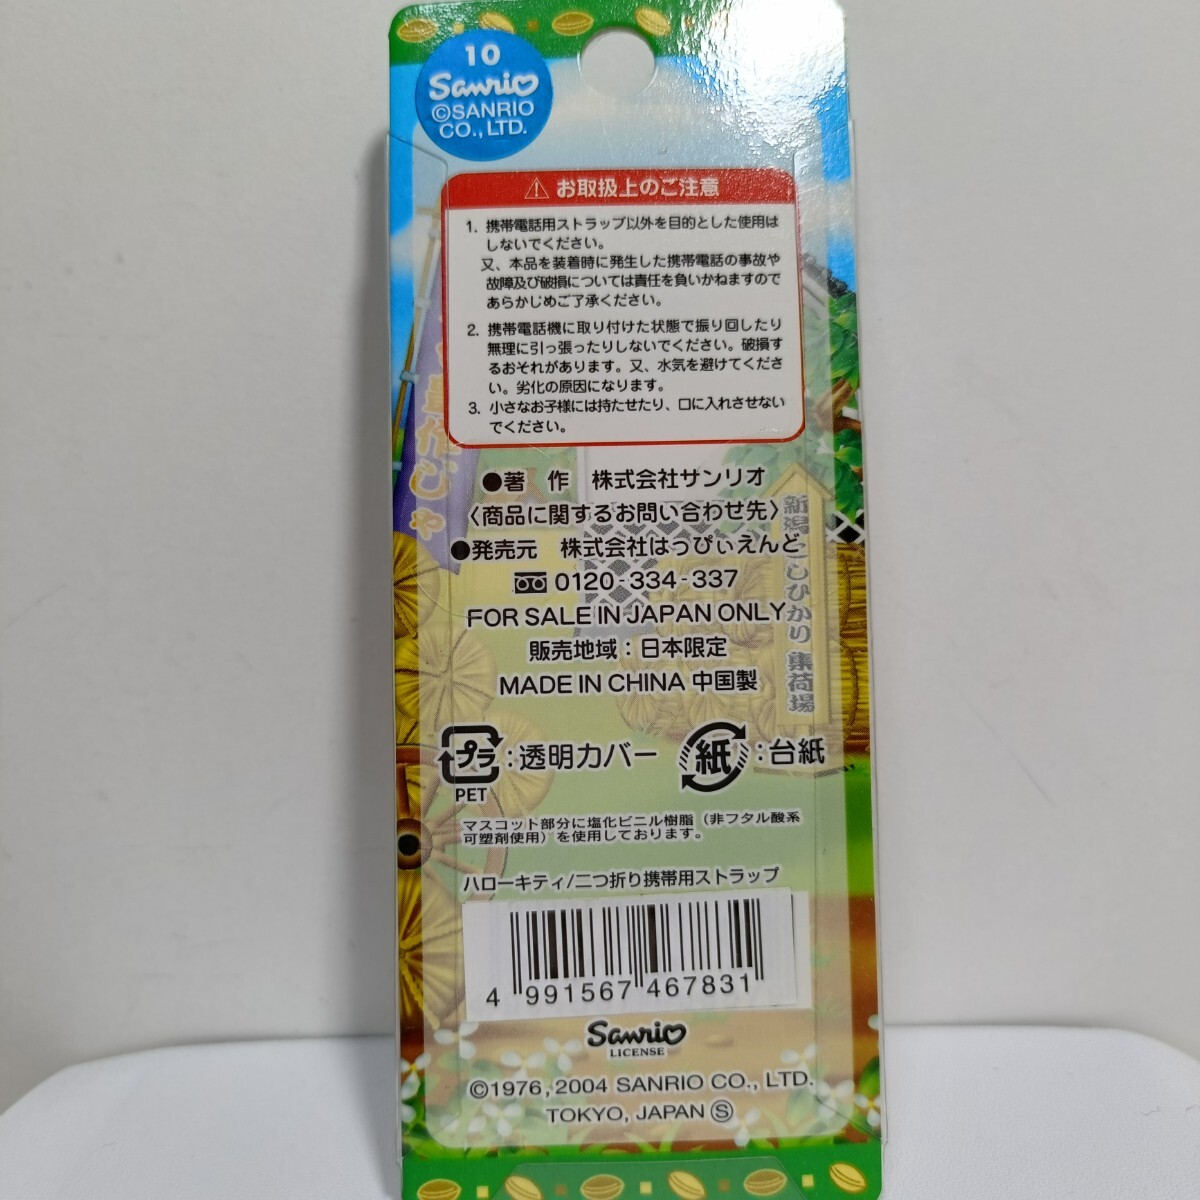 10
Sanrio
©SANRIO
CO.,LTD.
⚠ お取扱上のご注意
1. 携帯電話用ストラップ以外を目的とした使用は
しないでください。
又、本品を装着時に発生した携帯電話の事故や
故障及び破損については責任を負いかねますので
あらかじめご了承ください。
2. 携帯電話機に取り付けた状態で振り回したり
無理に引っ張ったりしないでください。破損す
るおそれがあります。又、水気を避けてくださ
い。劣化の原因になります。
3. 小さなお子様には持たせたり、口に入れさせない
でください。
●著 作 株式会社サンリオ
〈商品に関するお問い合わせ先〉
●発売元 株式会社はっぴぃえんど
0120-334-337
FOR SALE IN JAPAN ONLY
販売地域：日本限定
MADE IN CHINA 中国製
プラ：透明カバー 紙：台紙
PET
マスコット部分に塩化ビニル樹脂（非フタル酸系
可塑剤使用）を使用しております。
ハローキティ/二つ折り携帯用ストラップ
4 991567 467831
Sanrio
LICENSE
©1976,2004 SANRIO CO., LTD.
TOKYO, JAPAN Ⓢ
新潟こしひかり 集荷場
作じゃ